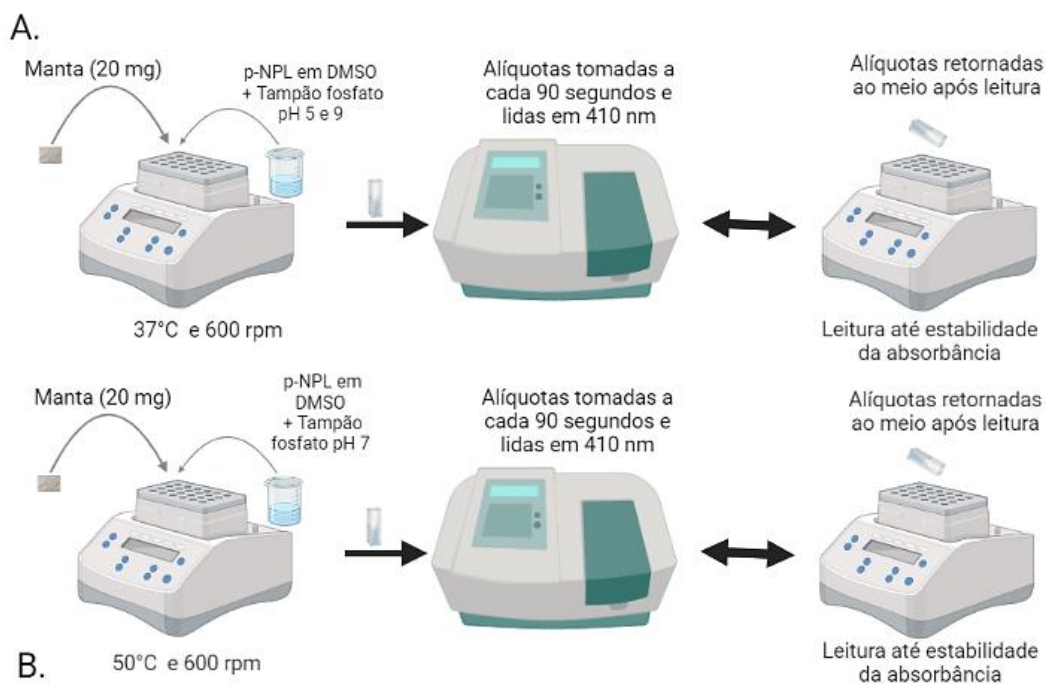 A.
Manta (20 mg)
p-NPL em DMSO
+ Tampão fosfato
pH 5 e 9
Alíquotas tomadas a
cada 90 segundos e
lidas em 410 nm
Alíquotas retornadas
ao meio após leitura
37°C e 600 rpm
Leitura até estabilidade
da absorbância
Manta (20 mg)
p-NPL em
DMSO
+ Tampão
fosfato pH 7
Alíquotas tomadas a
cada 90 segundos e
lidas em 410 nm
Alíquotas retornadas
ao meio após leitura
B.
50°C e 600 rpm
Leitura até estabilidade
da absorbância